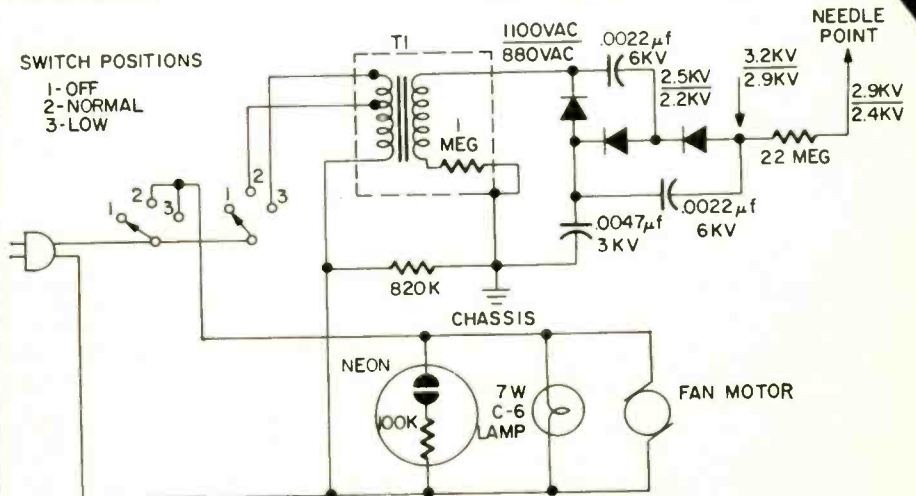 SWITCH POSITIONS
1-OFF
2-NORMAL
3-LOW
T1
1100VAC
880VAC
.0022µf
6KV
2.5KV
2.2KV
3.2KV
2.9KV
NEEDLE
POINT
2.9KV
2.4KV
1
MEG
22 MEG
.0022µf
6KV
.0047µf
3KV
1
2
3
1
2
3
820K
CHASSIS
NEON
100K
7W
C-6
LAMP
FAN MOTOR